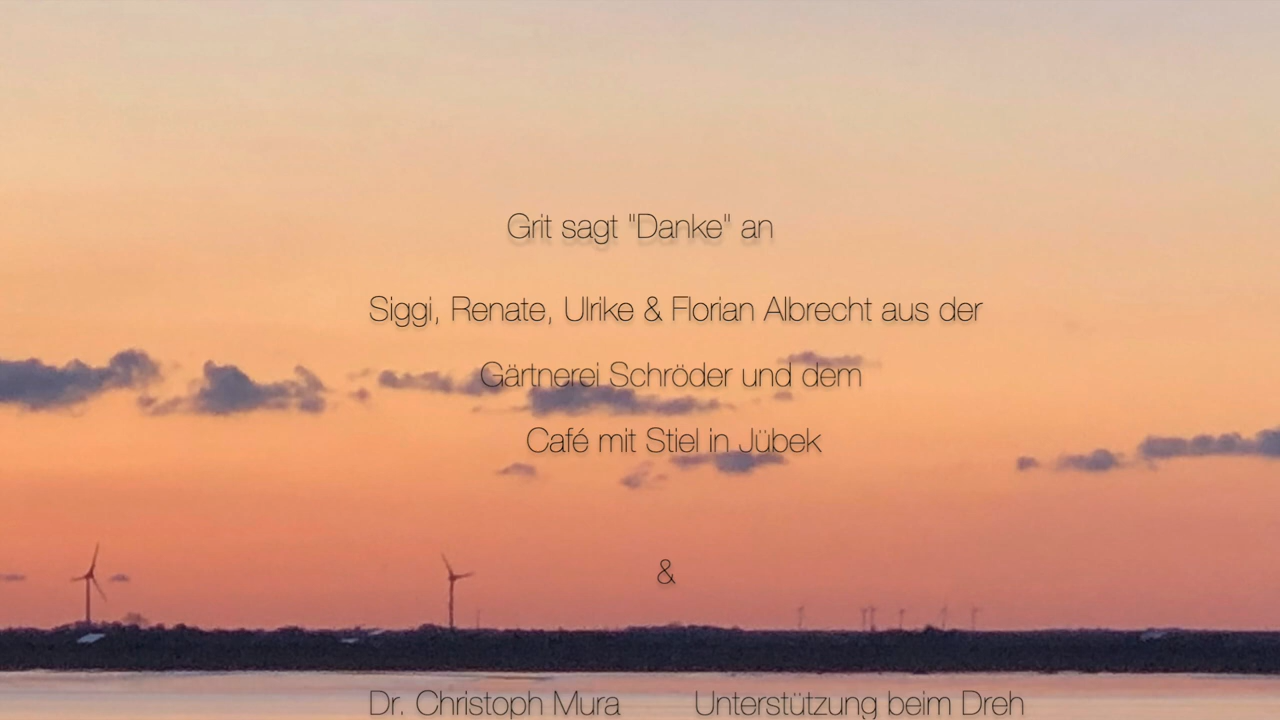 Grit sagt "Danke" an
Siggi, Renate, Ulrike & Florian Albrecht aus der
Gärtnerei Schröder und dem
Café mit Stiel in Jübek
&
Dr. Christoph Mura Unterstützung beim Dreh